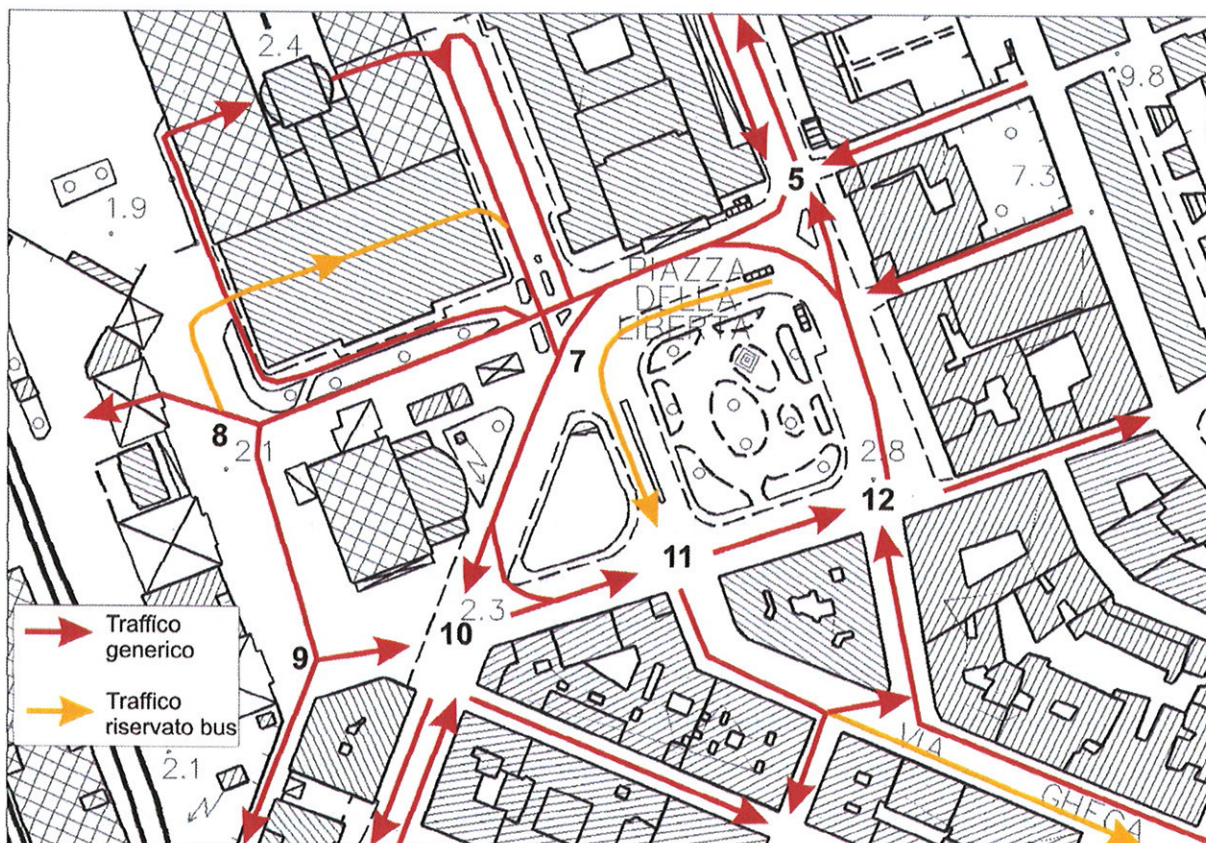 2.4
9.8
1.9
5
7.3
PIAZZA
DELLA
LIBERTA
7
8
2.1
2.8
12
11
2.3
10
9
Traffico
generico
Traffico
riservato bus
2.1
VIA
GHEGA